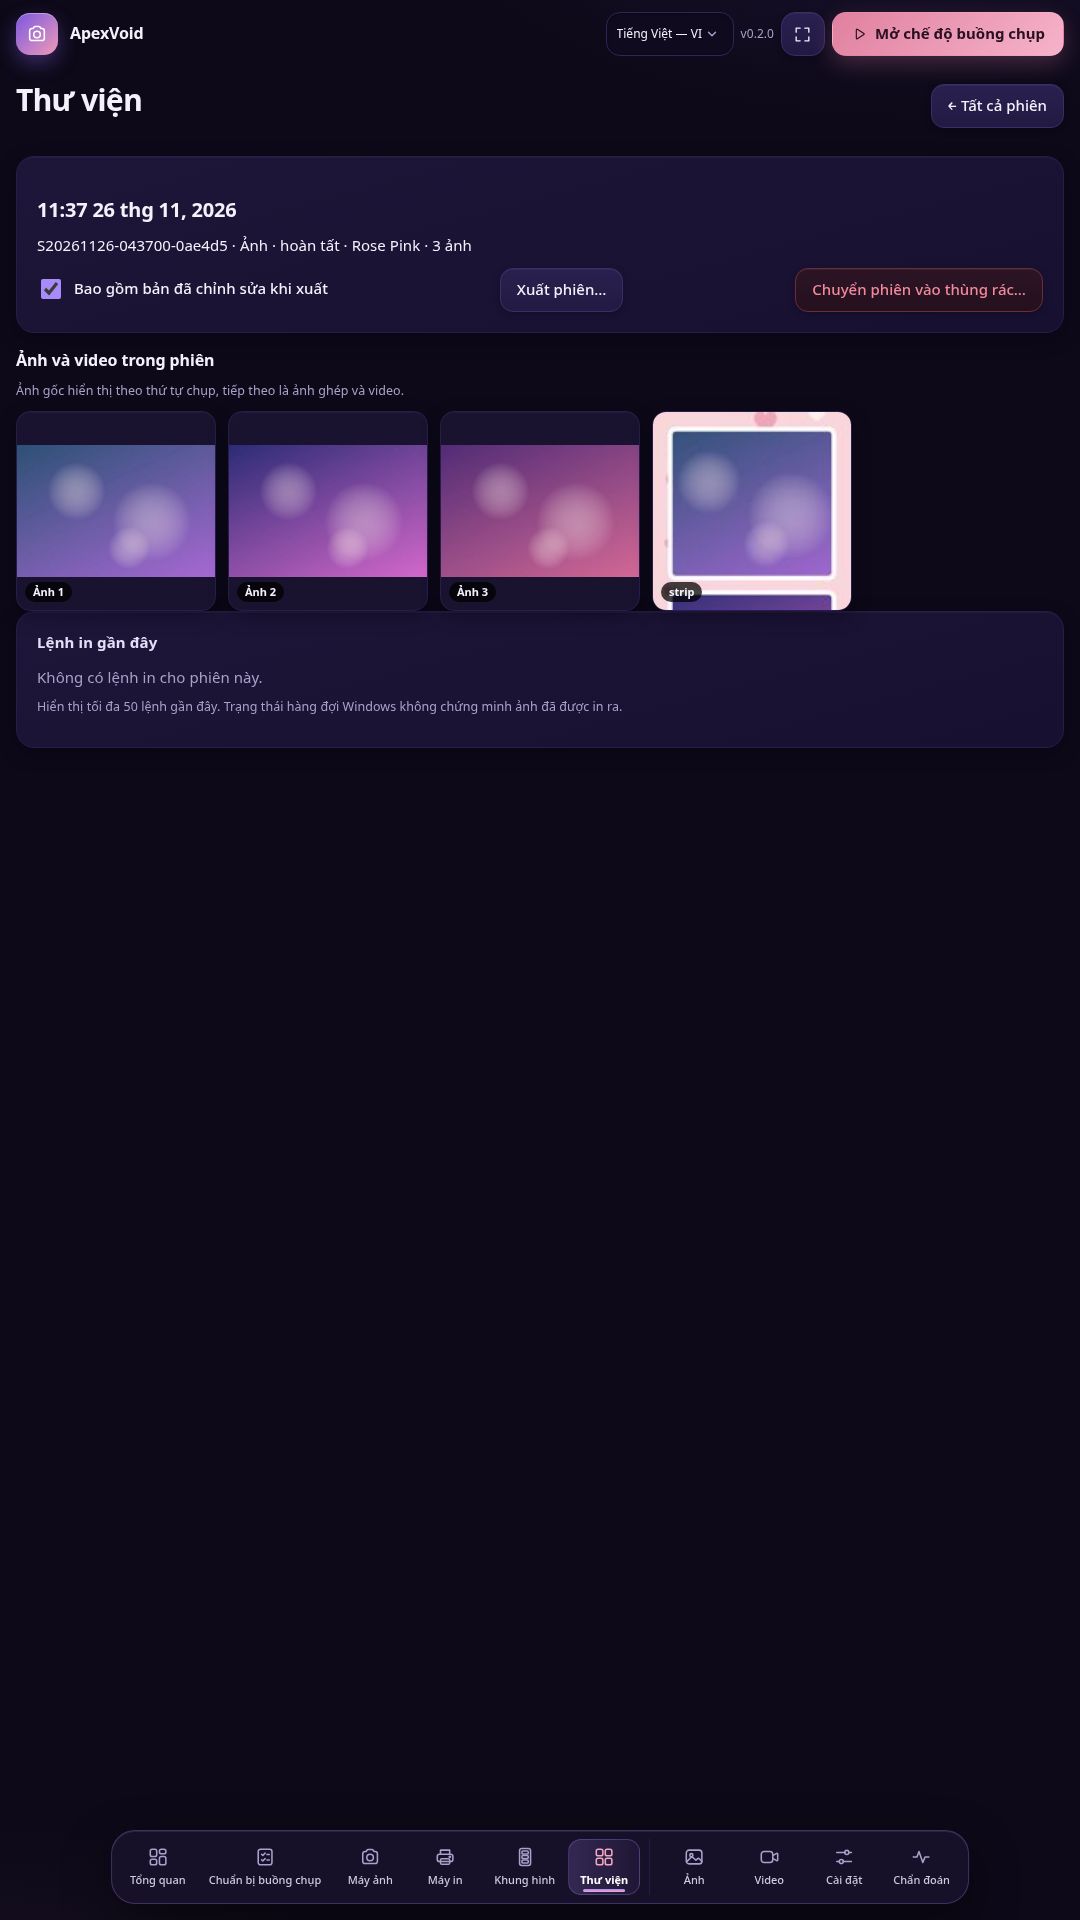 ApexVoid
Tiếng Việt — VI
v0.2.0
Mở chế độ buồng chụp
Thư viện
← Tất cả phiên
11:37 26 thg 11, 2026
S20261126-043700-0ae4d5 · Ảnh · hoàn tất · Rose Pink · 3 ảnh
Bao gồm bản đã chỉnh sửa khi xuất
Xuất phiên...
Chuyển phiên vào thùng rác...
Ảnh và video trong phiên
Ảnh gốc hiển thị theo thứ tự chụp, tiếp theo là ảnh ghép và video.
Ảnh 1
Ảnh 2
Ảnh 3
strip
Lệnh in gần đây
Không có lệnh in cho phiên này.
Hiển thị tối đa 50 lệnh gần đây. Trạng thái hàng đợi Windows không chứng minh ảnh đã được in ra.
Tổng quan
Chuẩn bị buồng chụp
Máy ảnh
Máy in
Khung hình
Thư viện
Ảnh
Video
Cài đặt
Chẩn đoán